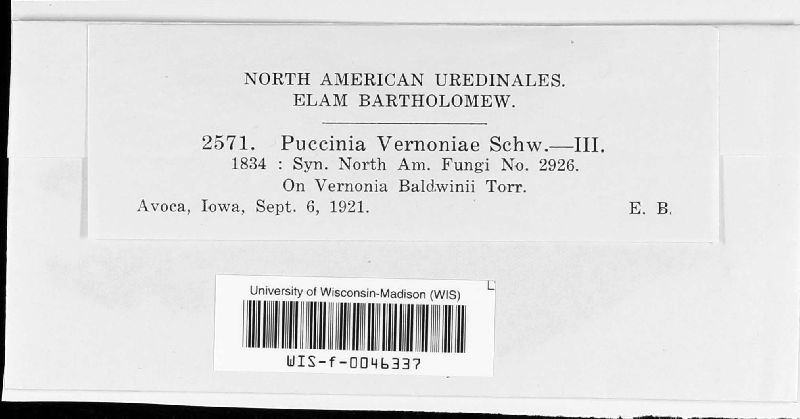 NORTH AMERICAN UREDINALES.
ELAM BARTHOLOMEW.
2571. Puccinia Vernoniae Schw.—III.
1834 : Syn. North Am. Fungi No. 2926.
On Vernonia Baldwinii Torr.
Avoca, Iowa, Sept. 6, 1921. E. B.
University of Wisconsin-Madison (WIS)
WIS-f-0046337